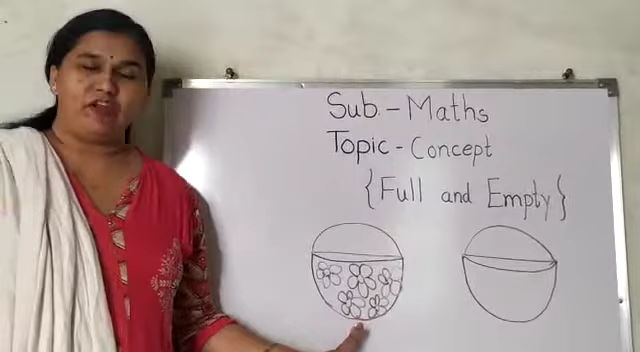 Sub - Maths
Topic - Concept
{Full and Empty}